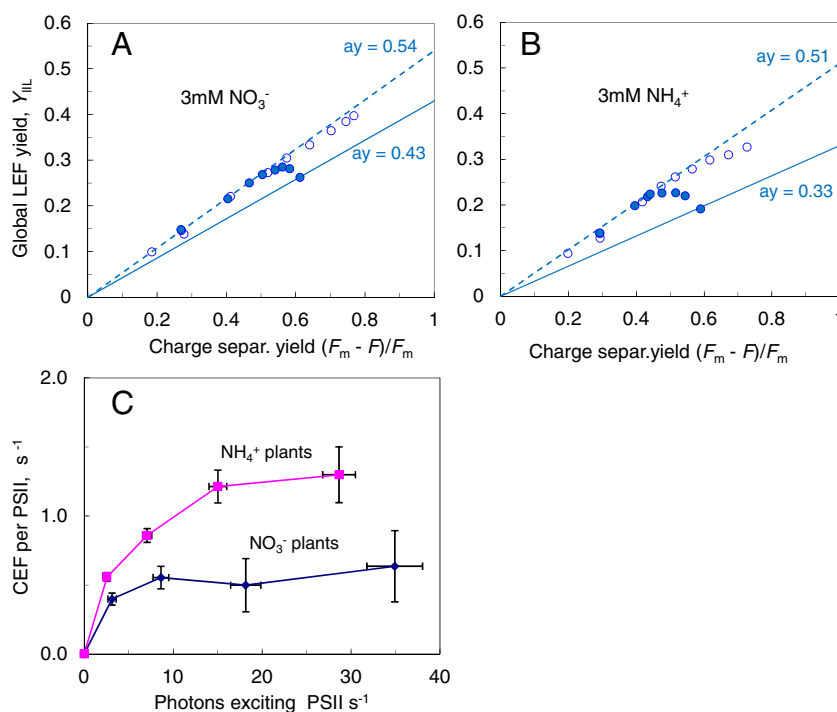 A
B
0.6
0.5
0.4
0.3
0.2
0.1
0
ay = 0.54
3mM NO₃⁻
ay = 0.43
0 0.2 0.4 0.6 0.8 1
Global LEF yield, Y_IIL
Charge separ. yield (Fₘ - F)/Fₘ
0.6
0.5
0.4
0.3
0.2
0.1
0
ay = 0.51
3mM NH₄⁺
ay = 0.33
0 0.2 0.4 0.6 0.8 1
Charge separ.yield (Fₘ - F)/Fₘ
C
2.0
1.0
0.0
NH₄⁺ plants
NO₃⁻ plants
0 10 20 30 40
CEF per PSII, s⁻¹
Photons exciting PSII s⁻¹